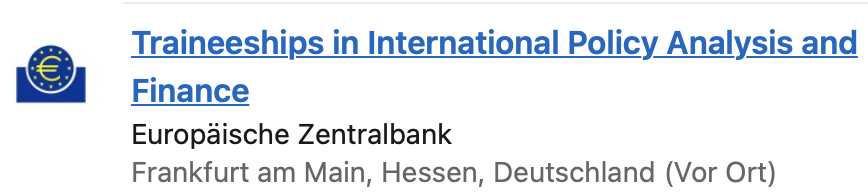 Traineeships in International Policy Analysis and
Finance
Europäische Zentralbank
Frankfurt am Main, Hessen, Deutschland (Vor Ort)